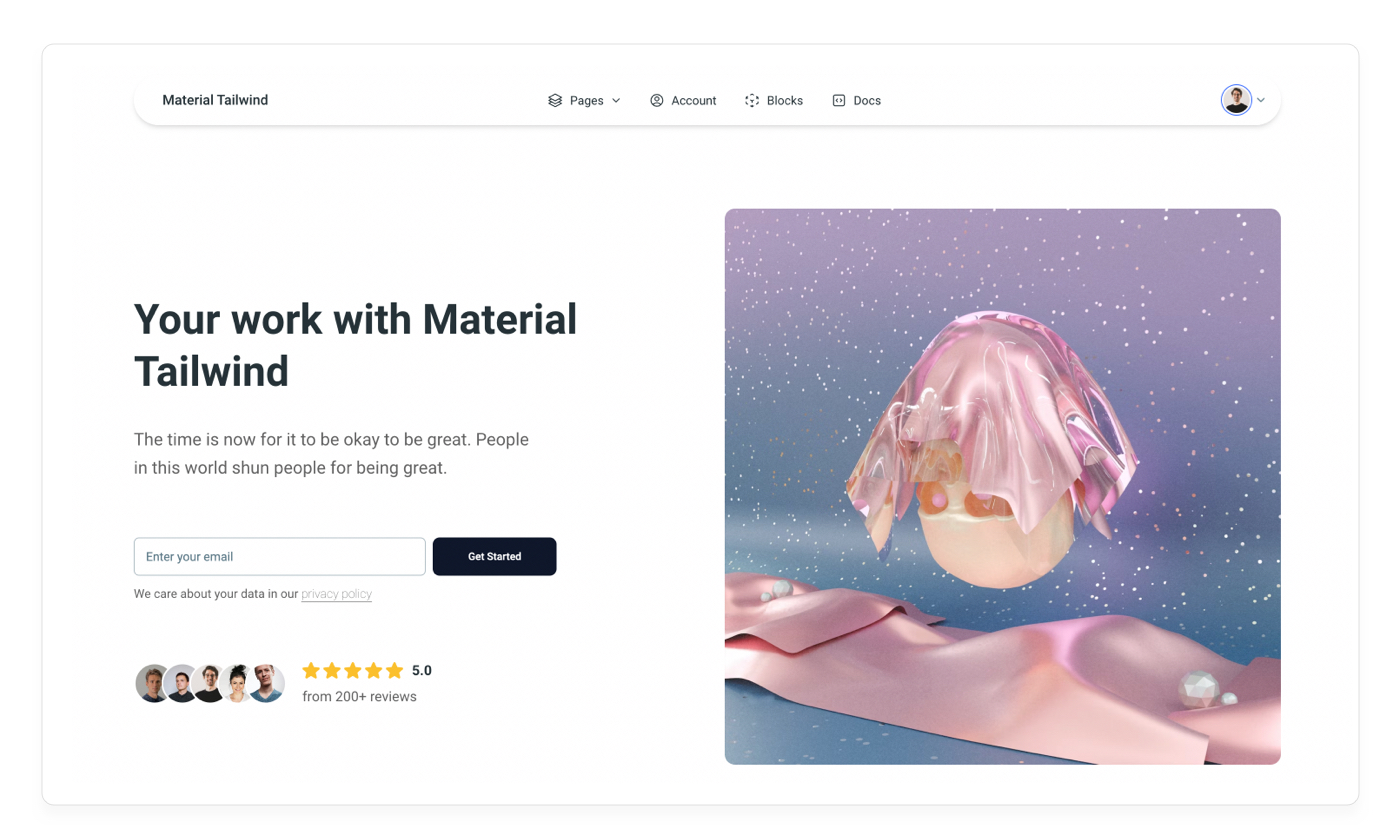 Material Tailwind
Pages
Account
Blocks
Docs
Your work with Material
Tailwind
The time is now for it to be okay to be great. People
in this world shun people for being great.
Enter your email
Get Started
We care about your data in our privacy policy
5.0
from 200+ reviews